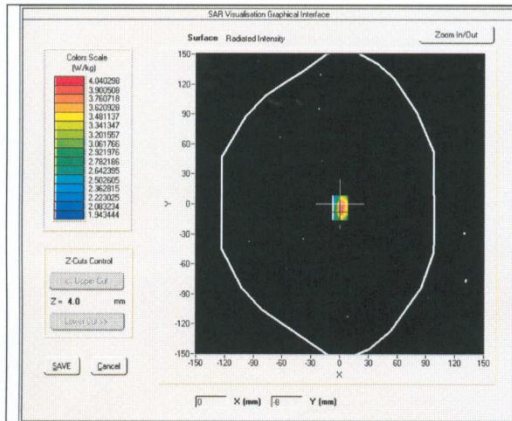 SAR Visualisation Graphical Interface
Surface Radiated Intensity
Zoom In/Out
Colors Scale
(W/kg)
4.040298
3.900508
3.760718
3.620928
3.481137
3.341347
3.201557
3.061766
2.921976
2.782186
2.642395
2.502605
2.362815
2.223025
2.083234
1.943444
Z-Cuts Control
<< Upper Cut
Z = 4.0 mm
Lower Cut >>
SAVE Cancel
150
120
90
60
30
0
-30
-60
-90
-120
-150
Y
-150 -120 -90 -60 -30 0 30 60 90 120 150
X
0 X (mm) -8 Y (mm)